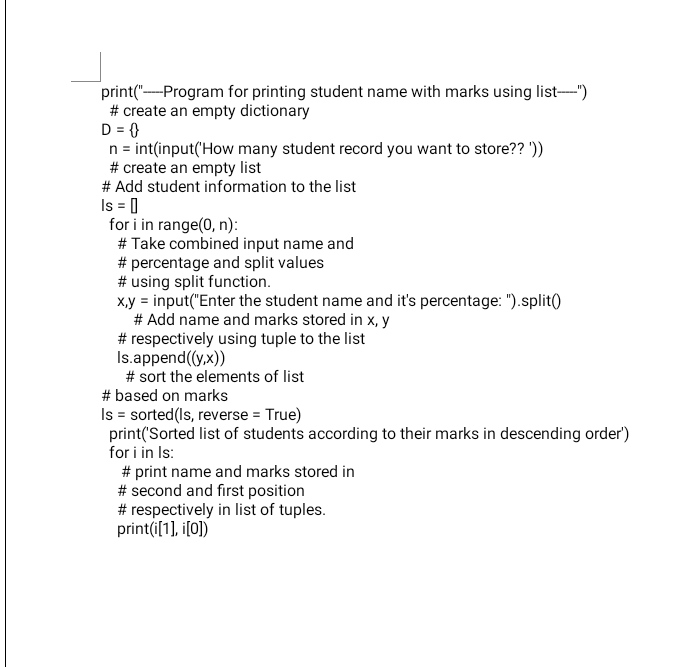 print("-----Program for printing student name with marks using list-----")
# create an empty dictionary
D = {}
n = int(input('How many student record you want to store?? '))
# create an empty list
# Add student information to the list
ls = []
for i in range(0, n):
# Take combined input name and
# percentage and split values
# using split function.
x,y = input("Enter the student name and it's percentage: ").split()
# Add name and marks stored in x, y
# respectively using tuple to the list
ls.append((y,x))
# sort the elements of list
# based on marks
ls = sorted(ls, reverse = True)
print('Sorted list of students according to their marks in descending order')
for i in ls:
# print name and marks stored in
# second and first position
# respectively in list of tuples.
print(i[1], i[0])